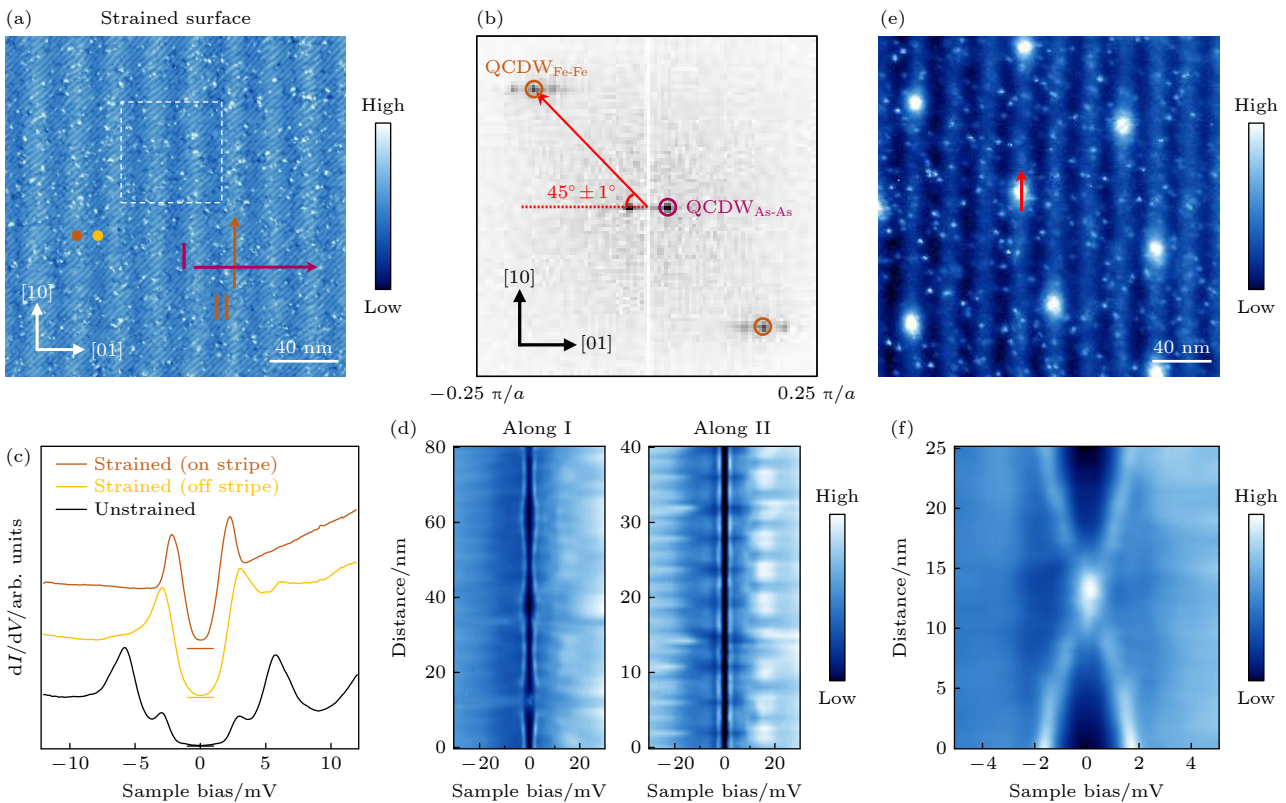 (a) Strained surface
High
Low
I
II
[10]
[01]
40 nm
(b)
QCDW_Fe-Fe
45° ± 1°
QCDW_As-As
[10]
[01]
−0.25 π/a
0.25 π/a
(e)
High
Low
40 nm
(c)
Strained (on stripe)
Strained (off stripe)
Unstrained
dI/dV/arb. units
−10 −5 0 5 10
Sample bias/mV
(d) Along I
80
60
40
20
0
Distance/nm
−20 0 20
Sample bias/mV
Along II
40
30
20
10
0
−20 0 20
Sample bias/mV
High
Low
(f)
25
20
15
10
5
0
Distance/nm
−4 −2 0 2 4
Sample bias/mV
High
Low